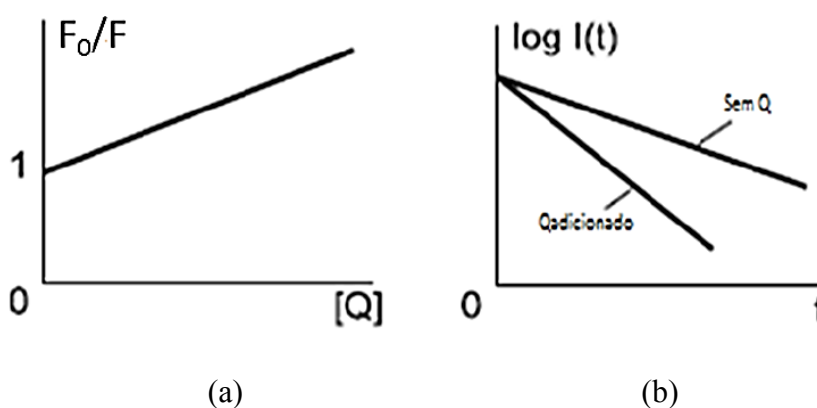 F₀/F
1
0
[Q]
(a)
log I(t)
Sem Q
Qadicionado
0
t
(b)